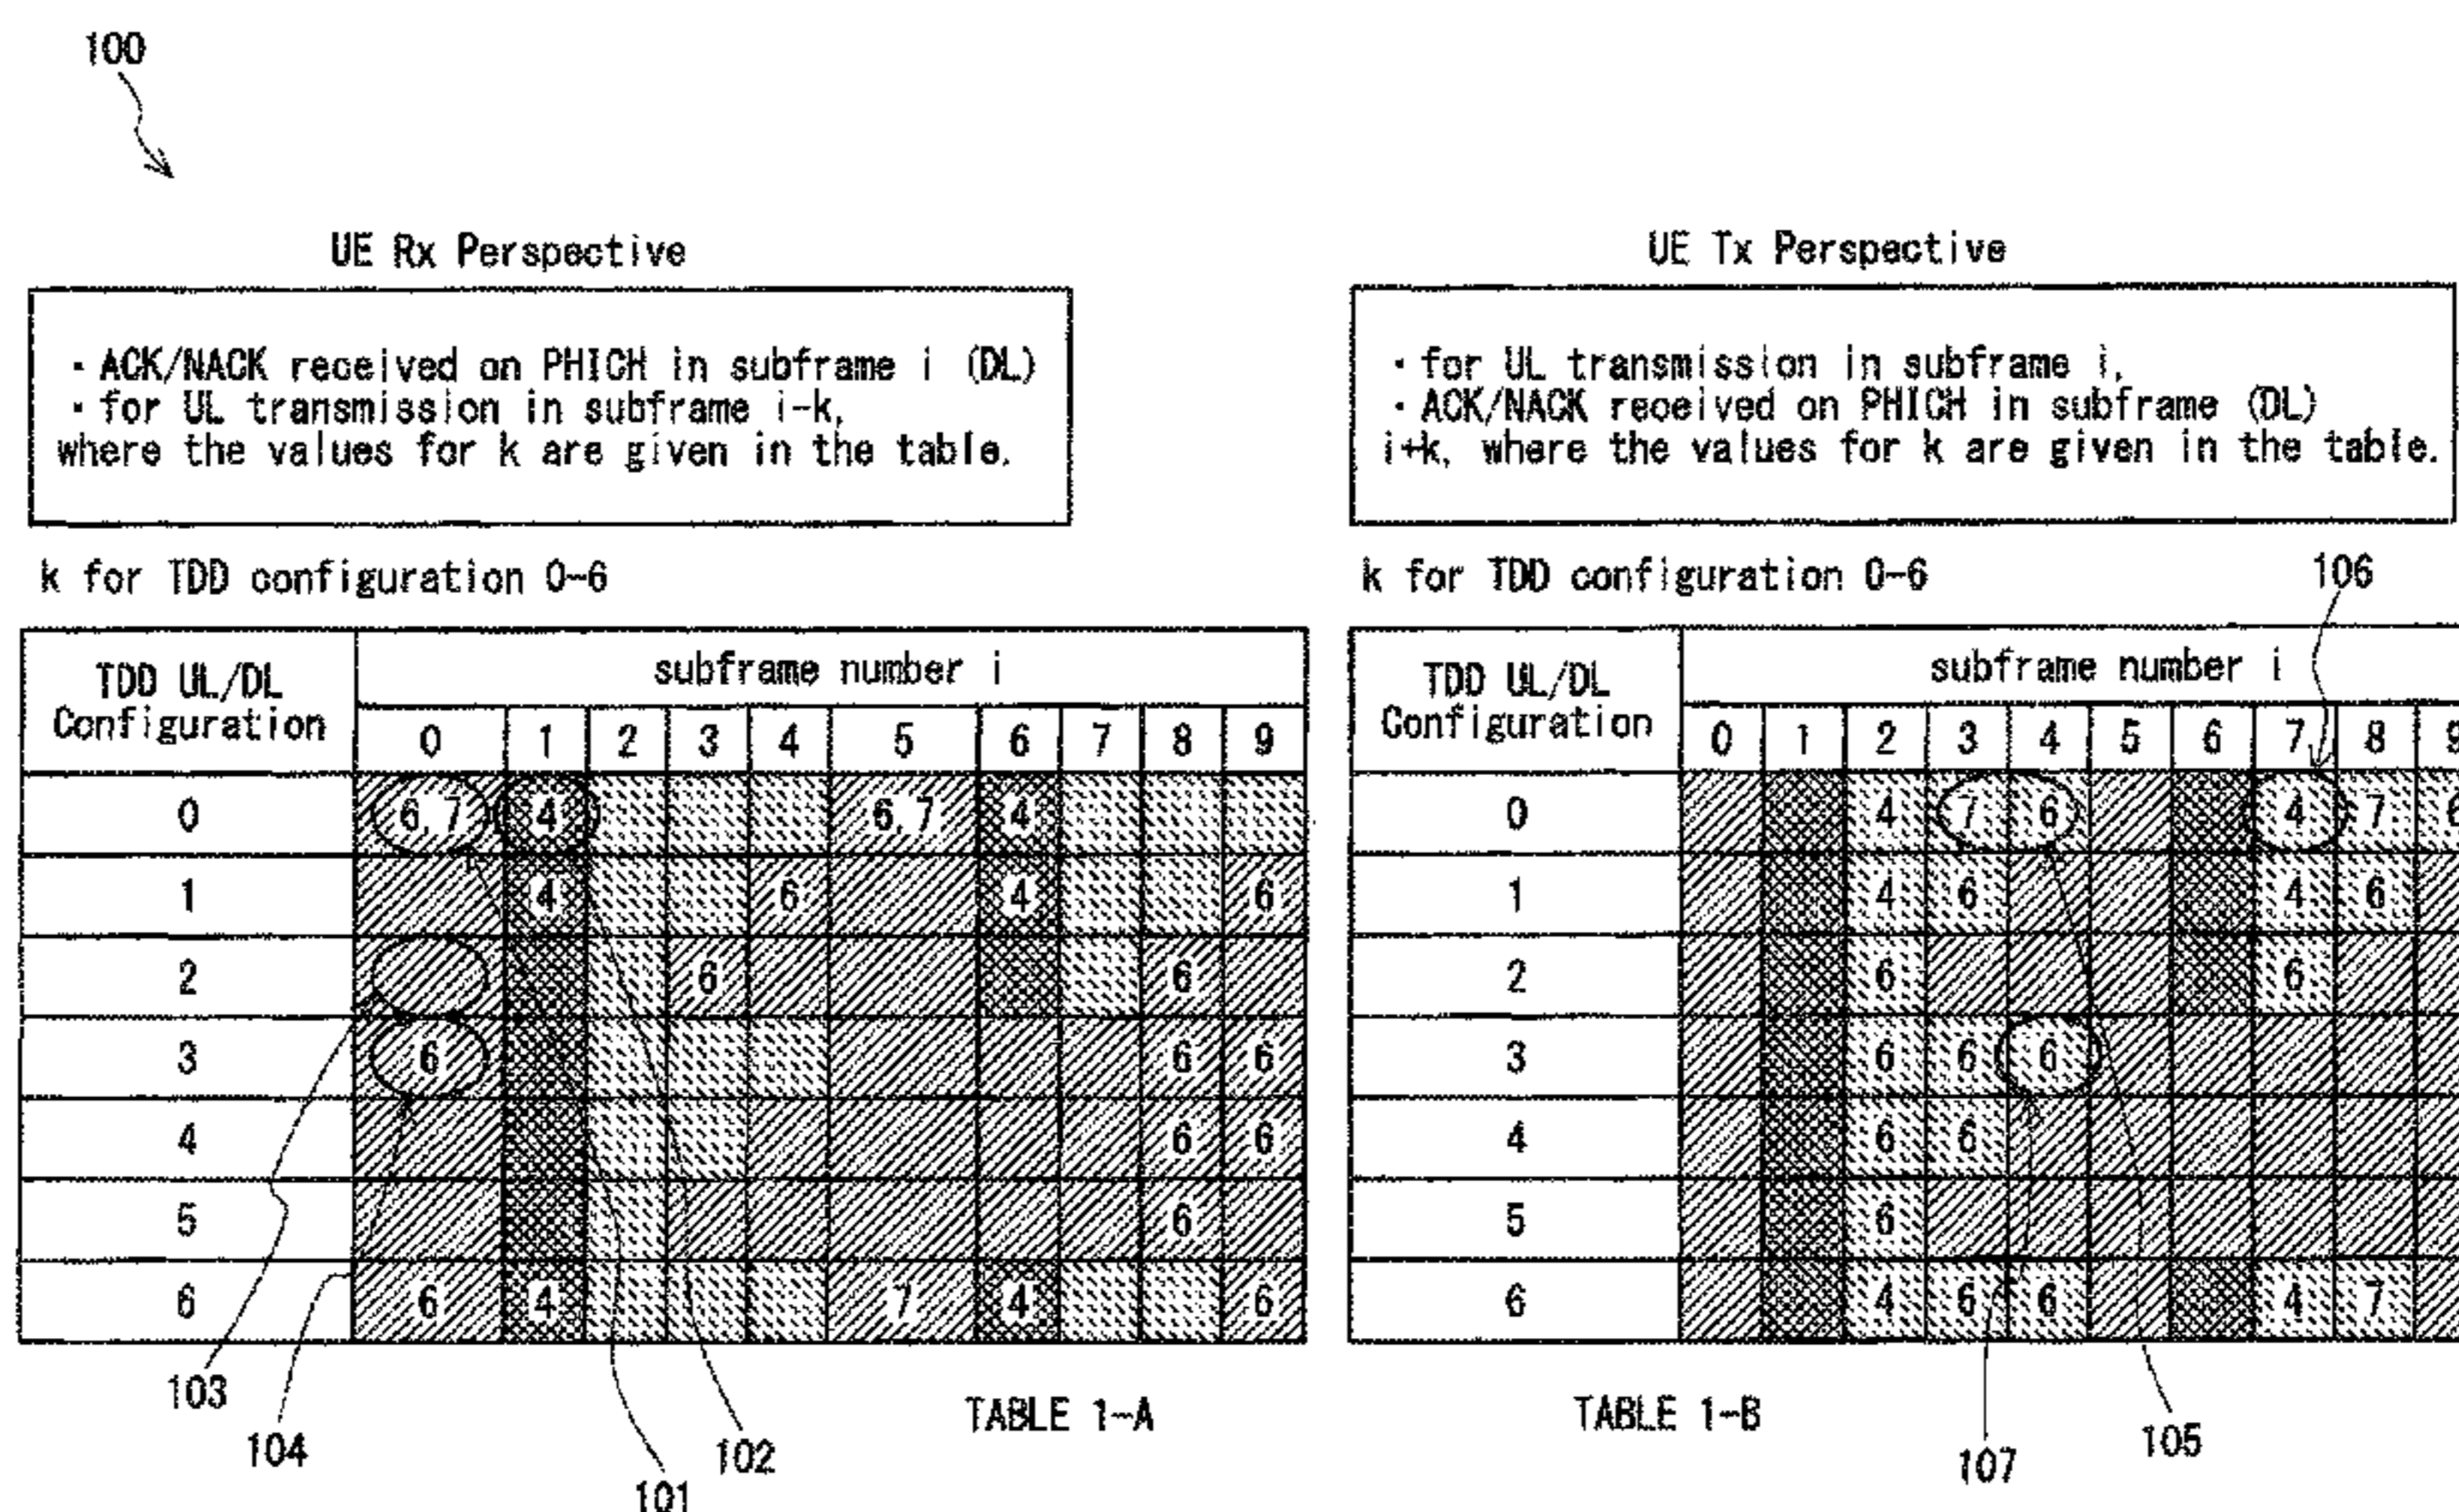 100
UE Rx Perspective
· ACK/NACK received on PHICH in subframe i (DL)
· for UL transmission in subframe i-k,
where the values for k are given in the table.
k for TDD configuration 0-6
TDD UL/DL Configuration
subframe number i
0 1 2 3 4 5 6 7 8 9
0 6,7 4 6,7 4
1 4 6 4 6
2 6 6
3 6 6 6
4 6 6
5 6
6 6 4 7 4 6
103
104
101
102
TABLE 1-A
UE Tx Perspective
· for UL transmission in subframe i,
· ACK/NACK received on PHICH in subframe (DL)
i+k, where the values for k are given in the table.
k for TDD configuration 0-6
106
TDD UL/DL Configuration
subframe number i
0 1 2 3 4 5 6 7 8 9
0 4 7 6 4 7 6
1 4 6 4 6
2 6 6
3 6 6 6
4 6 6
5 6
6 4 6 6 4 7
TABLE 1-B
107
105